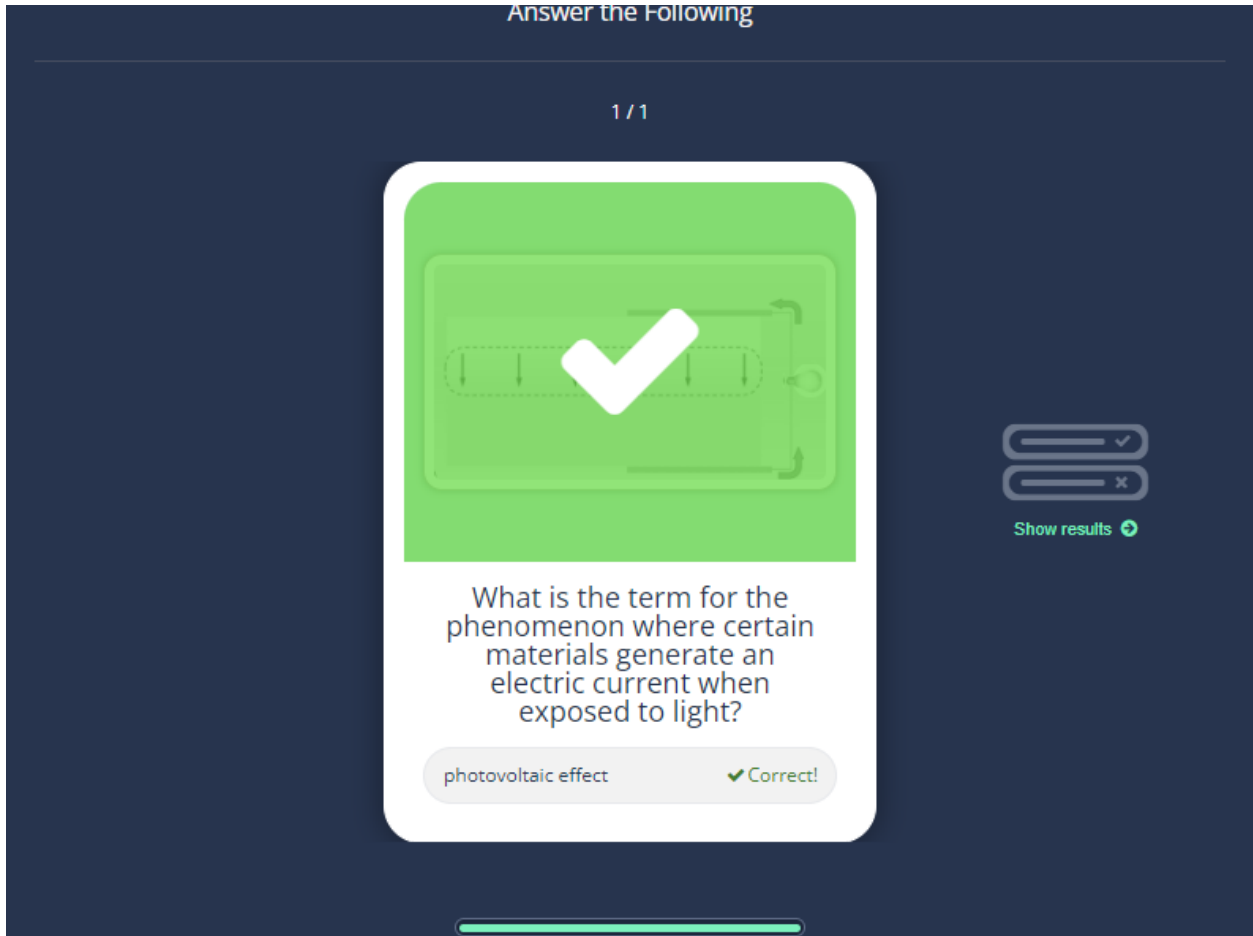 Answer the Following
1 / 1
What is the term for the
phenomenon where certain
materials generate an
electric current when
exposed to light?
photovoltaic effect
Correct!
Show results